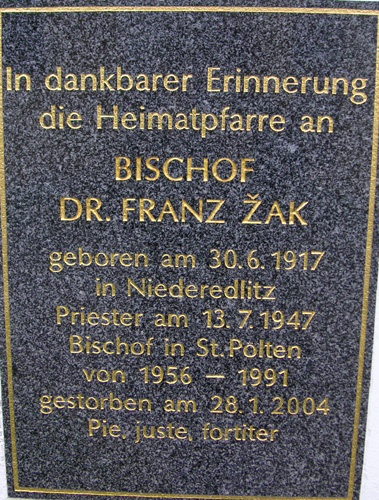 In dankbarer Erinnerung
die Heimatpfarre an
BISCHOF
DR. FRANZ ŽAK
geboren am 30.6.1917
in Niederedlitz
Priester am 13.7.1947
Bischof in St.Polten
von 1956 – 1991
gestorben am 28.1.2004
Pie, juste, fortiter